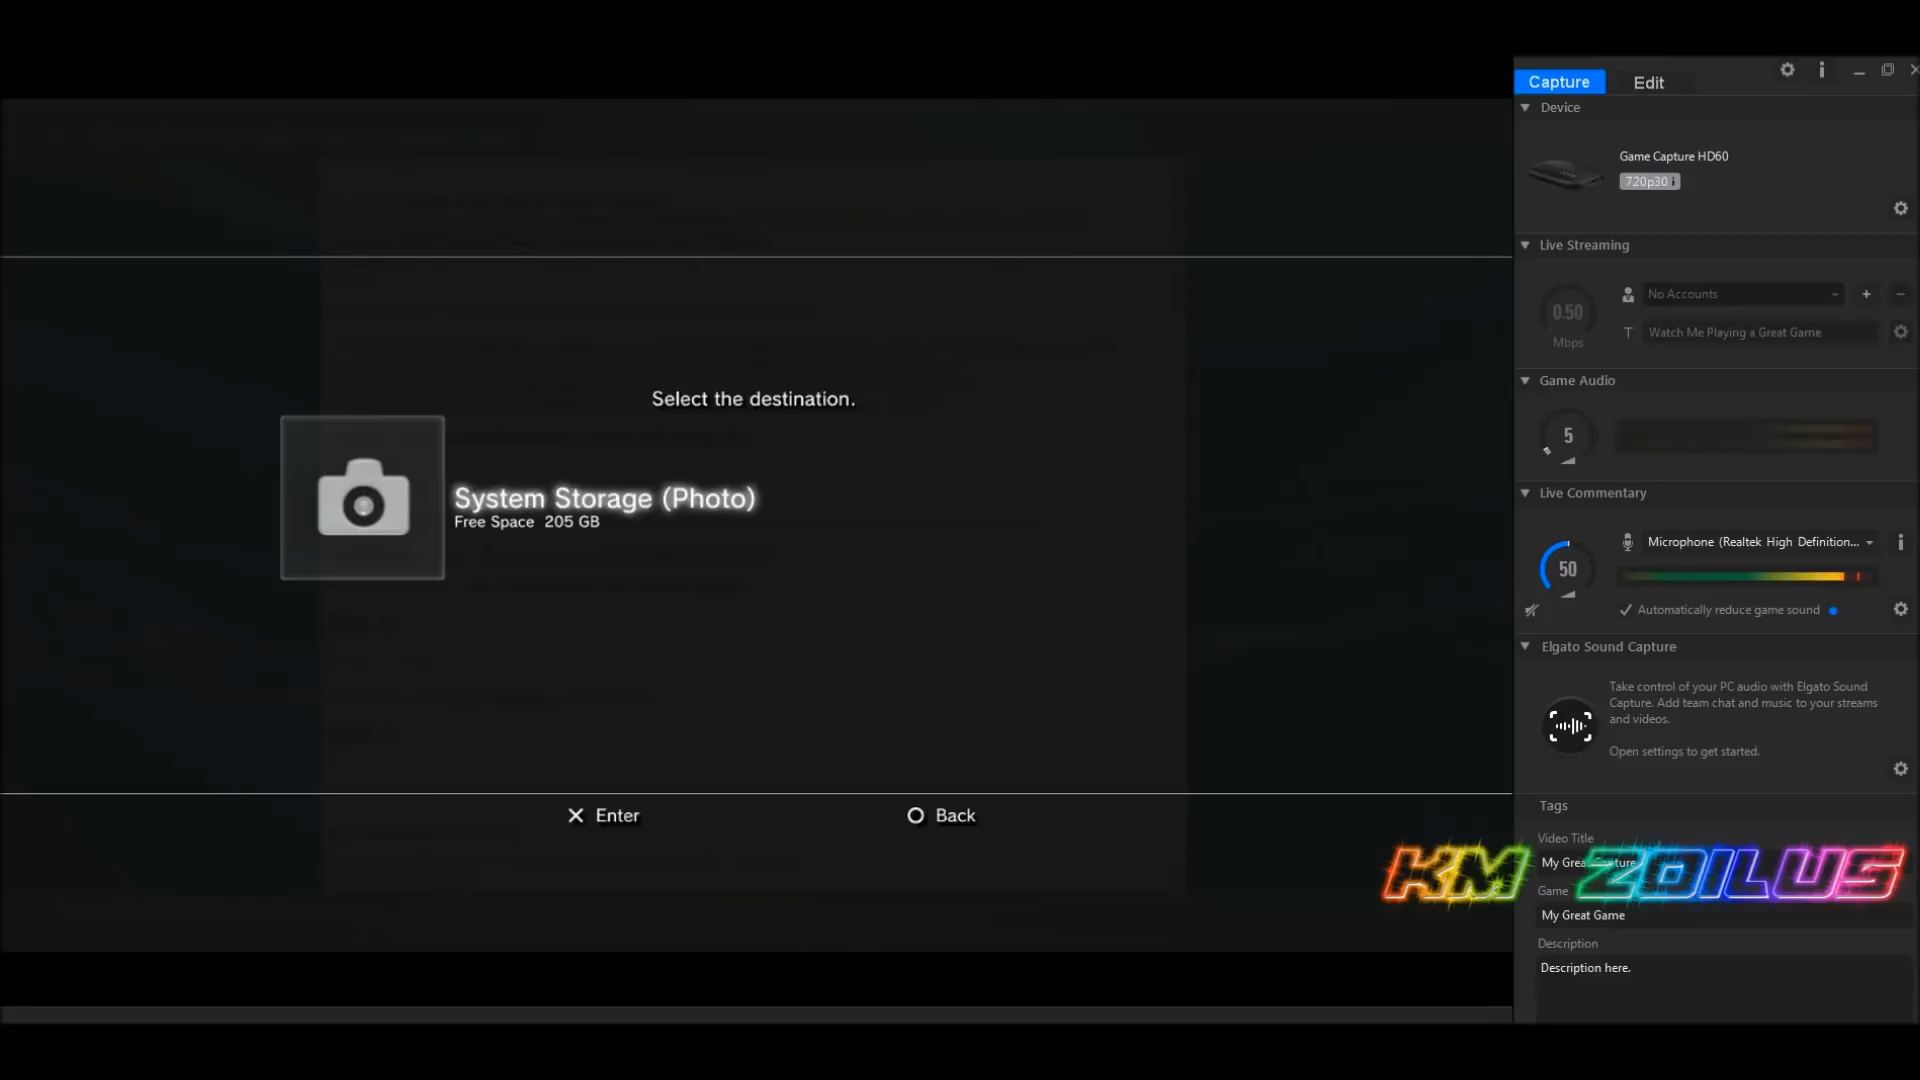 Select the destination.
System Storage (Photo)
Free Space 205 GB
Enter
Back
Capture
Edit
Device
Game Capture HD60
720p30 i
Live Streaming
0.50
Mbps
No Accounts
T Watch Me Playing a Great Game
Game Audio
5
Live Commentary
50
Microphone (Realtek High Definition...
Automatically reduce game sound
Elgato Sound Capture
Take control of your PC audio with Elgato Sound
Capture. Add team chat and music to your streams
and videos.
Open settings to get started.
Tags
Video Title
My Great Capture
KM ZOILUS
Game
My Great Game
Description
Description here.